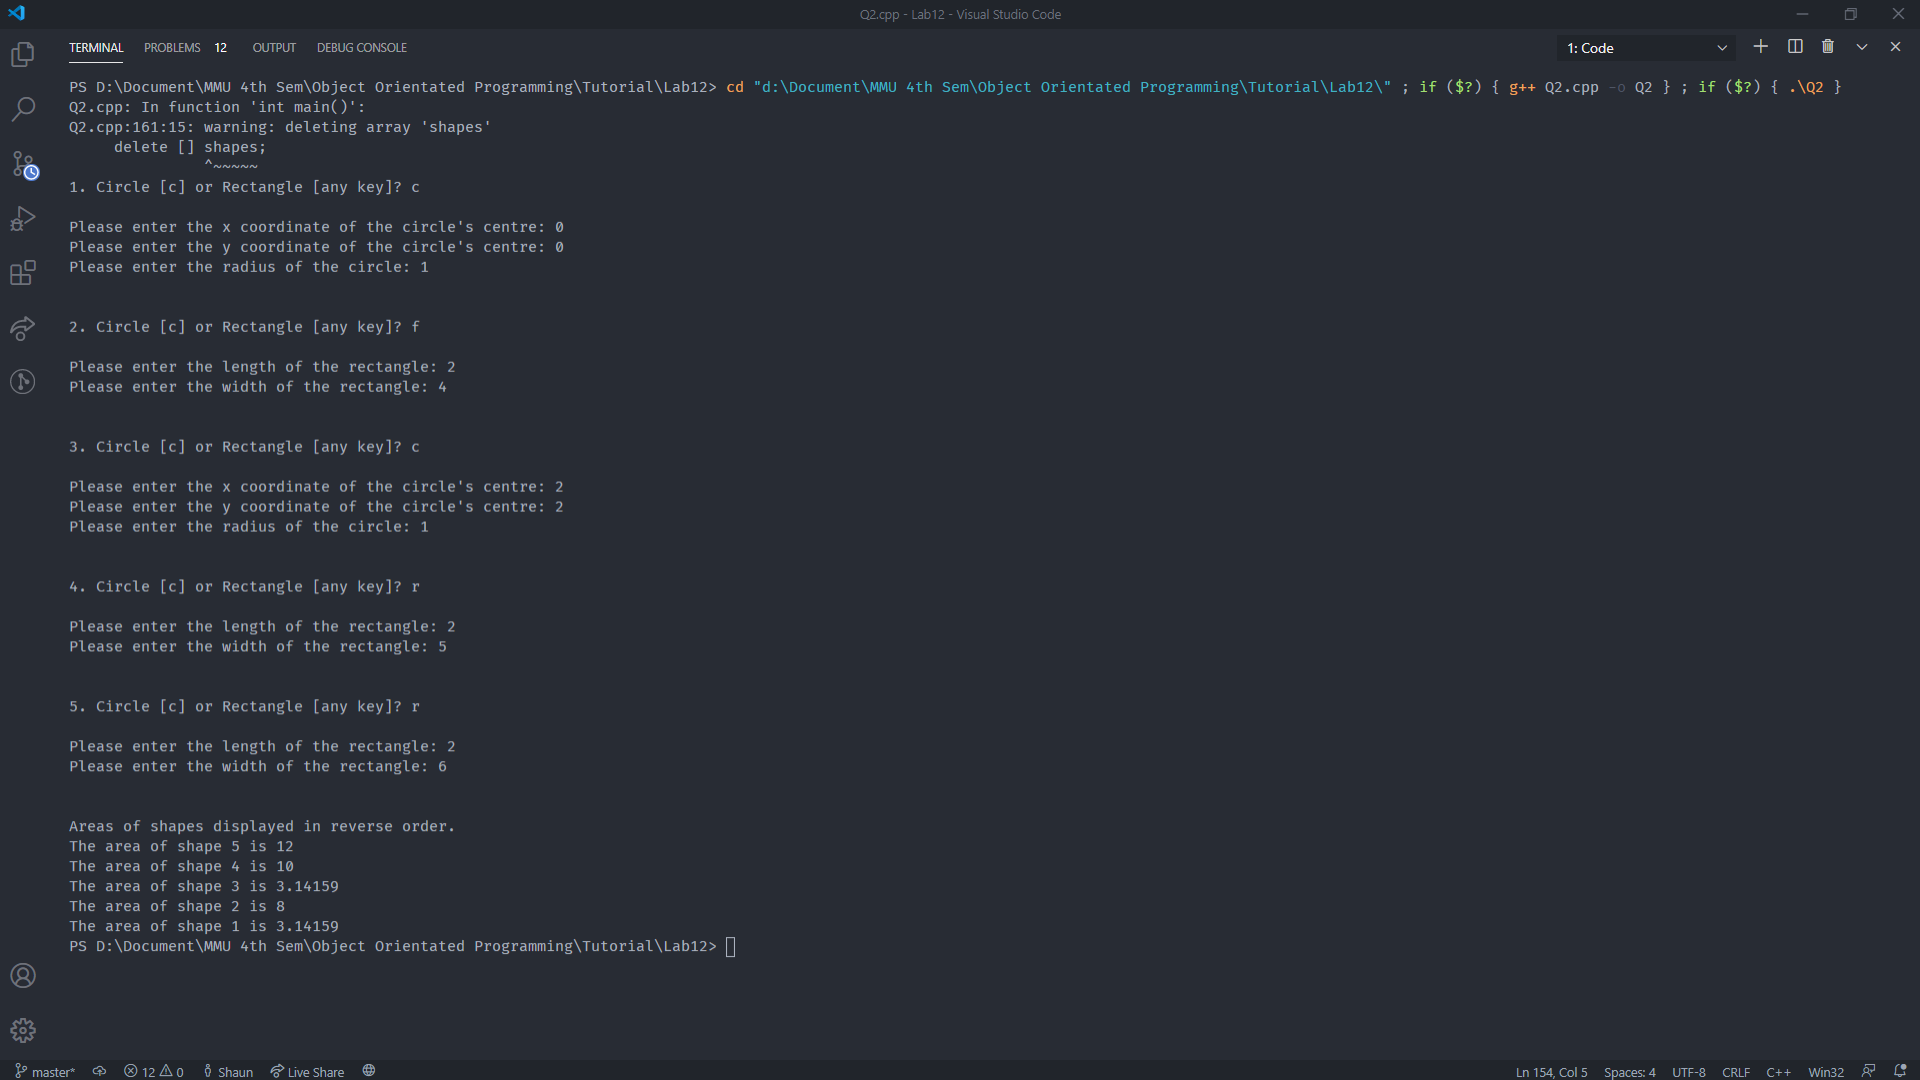 Q2.cpp - Lab12 - Visual Studio Code
TERMINAL PROBLEMS 12 OUTPUT DEBUG CONSOLE 1: Code
PS D:\Document\MMU 4th Sem\Object Orientated Programming\Tutorial\Lab12> cd "d:\Document\MMU 4th Sem\Object Orientated Programming\Tutorial\Lab12\" ; if ($?) { g++ Q2.cpp -o Q2 } ; if ($?) { .\Q2 }
Q2.cpp: In function 'int main()':
Q2.cpp:161:15: warning: deleting array 'shapes'
delete [] shapes;
^~~~~~
1. Circle [c] or Rectangle [any key]? c
Please enter the x coordinate of the circle's centre: 0
Please enter the y coordinate of the circle's centre: 0
Please enter the radius of the circle: 1
2. Circle [c] or Rectangle [any key]? f
Please enter the length of the rectangle: 2
Please enter the width of the rectangle: 4
3. Circle [c] or Rectangle [any key]? c
Please enter the x coordinate of the circle's centre: 2
Please enter the y coordinate of the circle's centre: 2
Please enter the radius of the circle: 1
4. Circle [c] or Rectangle [any key]? r
Please enter the length of the rectangle: 2
Please enter the width of the rectangle: 5
5. Circle [c] or Rectangle [any key]? r
Please enter the length of the rectangle: 2
Please enter the width of the rectangle: 6
Areas of shapes displayed in reverse order.
The area of shape 5 is 12
The area of shape 4 is 10
The area of shape 3 is 3.14159
The area of shape 2 is 8
The area of shape 1 is 3.14159
PS D:\Document\MMU 4th Sem\Object Orientated Programming\Tutorial\Lab12>
master* 12 0 Shaun Live Share Ln 154, Col 5 Spaces: 4 UTF-8 CRLF C++ Win32